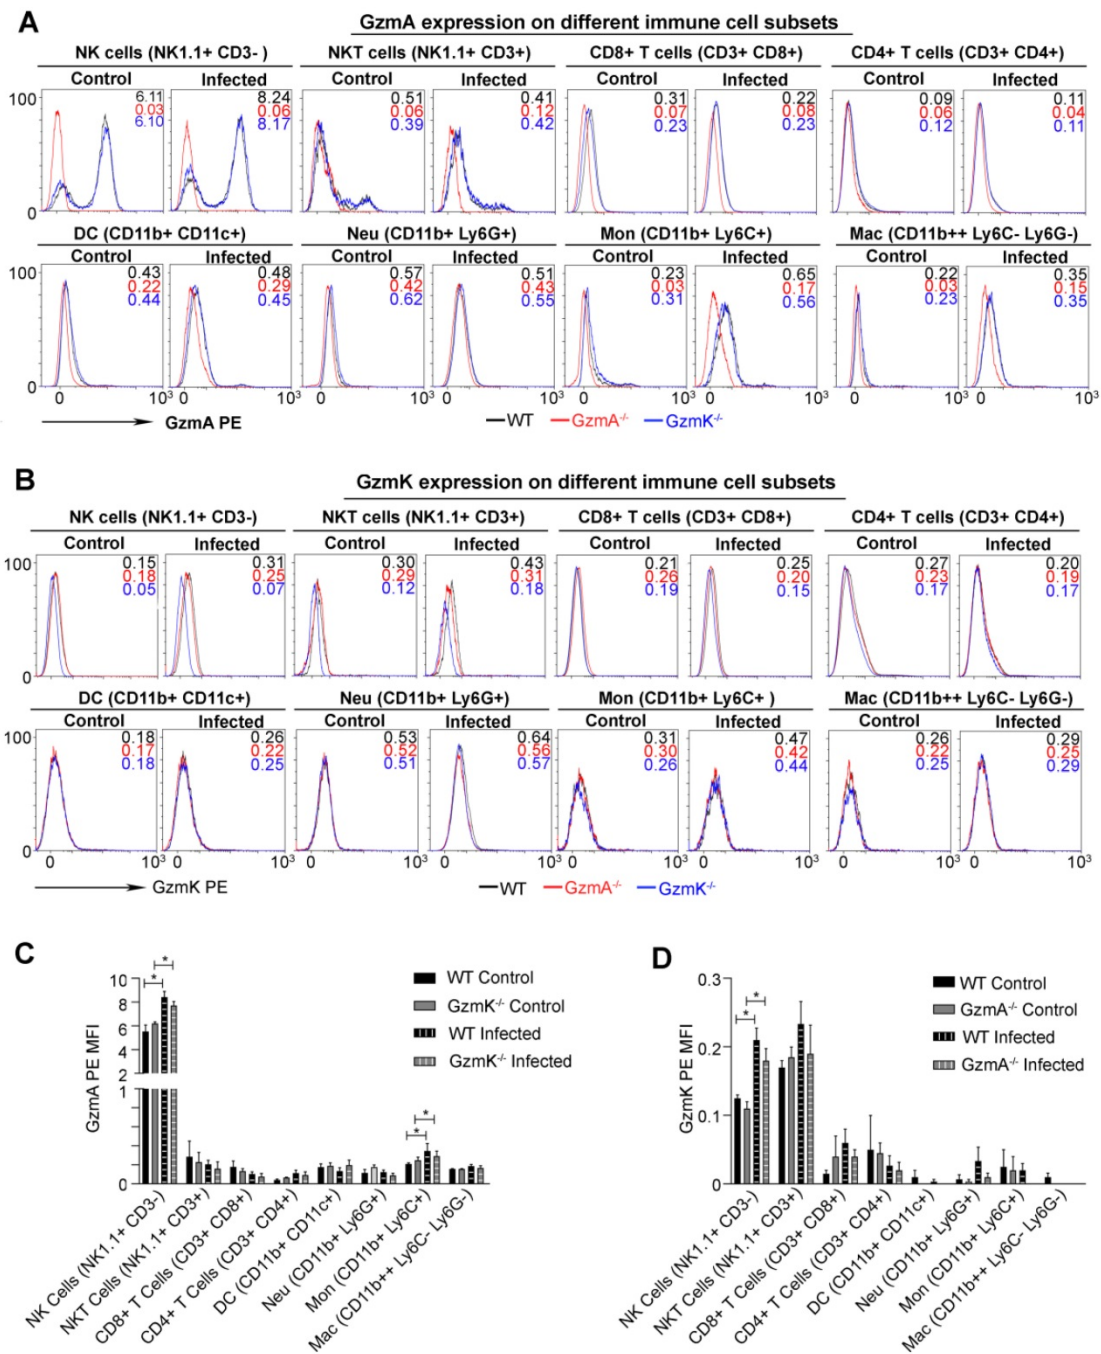 A
GzmA expression on different immune cell subsets
NK cells (NK1.1+ CD3- )
NKT cells (NK1.1+ CD3+)
CD8+ T cells (CD3+ CD8+)
CD4+ T cells (CD3+ CD4+)
Control
Infected
Control
Infected
Control
Infected
Control
Infected
100
0
6.11
0.03
6.10
8.24
0.06
8.17
0.51
0.06
0.39
0.41
0.12
0.42
0.31
0.07
0.23
0.22
0.08
0.23
0.09
0.06
0.12
0.11
0.04
0.11
DC (CD11b+ CD11c+)
Neu (CD11b+ Ly6G+)
Mon (CD11b+ Ly6C+)
Mac (CD11b++ Ly6C- Ly6G-)
Control
Infected
Control
Infected
Control
Infected
Control
Infected
100
0
0.43
0.22
0.44
0.48
0.29
0.45
0.57
0.42
0.62
0.51
0.43
0.55
0.23
0.03
0.31
0.65
0.17
0.56
0.22
0.03
0.23
0.35
0.15
0.35
0 10³ 0 10³ 0 10³ 0 10³ 0 10³ 0 10³ 0 10³ 0 10³
GzmA PE
WT GzmA-/- GzmK-/-
B
GzmK expression on different immune cell subsets
NK cells (NK1.1+ CD3-)
NKT cells (NK1.1+ CD3+)
CD8+ T cells (CD3+ CD8+)
CD4+ T cells (CD3+ CD4+)
Control
Infected
Control
Infected
Control
Infected
Control
Infected
100
0
0.15
0.18
0.05
0.31
0.25
0.07
0.30
0.29
0.12
0.43
0.31
0.18
0.21
0.26
0.19
0.25
0.20
0.15
0.27
0.23
0.17
0.20
0.19
0.17
DC (CD11b+ CD11c+)
Neu (CD11b+ Ly6G+)
Mon (CD11b+ Ly6C+ )
Mac (CD11b++ Ly6C- Ly6G-)
Control
Infected
Control
Infected
Control
Infected
Control
Infected
100
0
0.18
0.17
0.18
0.26
0.22
0.25
0.53
0.52
0.51
0.64
0.56
0.57
0.31
0.30
0.26
0.47
0.42
0.44
0.26
0.22
0.25
0.29
0.25
0.29
0 10³ 0 10³ 0 10³ 0 10³ 0 10³ 0 10³ 0 10³ 0 10³
GzmK PE
WT GzmA-/- GzmK-/-
C
GzmA PE MFI
10
8
6
4
2
1
0
* *
* *
WT Control
GzmK-/- Control
WT Infected
GzmK-/- Infected
NK Cells (NK1.1+ CD3-)
NKT Cells (NK1.1+ CD3+)
CD8+ T Cells (CD3+ CD8+)
CD4+ T Cells (CD3+ CD4+)
DC (CD11b+ CD11c+)
Neu (CD11b+ Ly6G+)
Mon (CD11b+ Ly6C+)
Mac (CD11b++ Ly6C- Ly6G-)
D
GzmK PE MFI
0.3
0.2
0.1
0
* *
WT Control
GzmA-/- Control
WT Infected
GzmA-/- Infected
NK Cells (NK1.1+ CD3-)
NKT Cells (NK1.1+ CD3+)
CD8+ T Cells (CD3+ CD8+)
CD4+ T Cells (CD3+ CD4+)
DC (CD11b+ CD11c+)
Neu (CD11b+ Ly6G+)
Mon (CD11b+ Ly6C+)
Mac (CD11b++ Ly6C- Ly6G-)